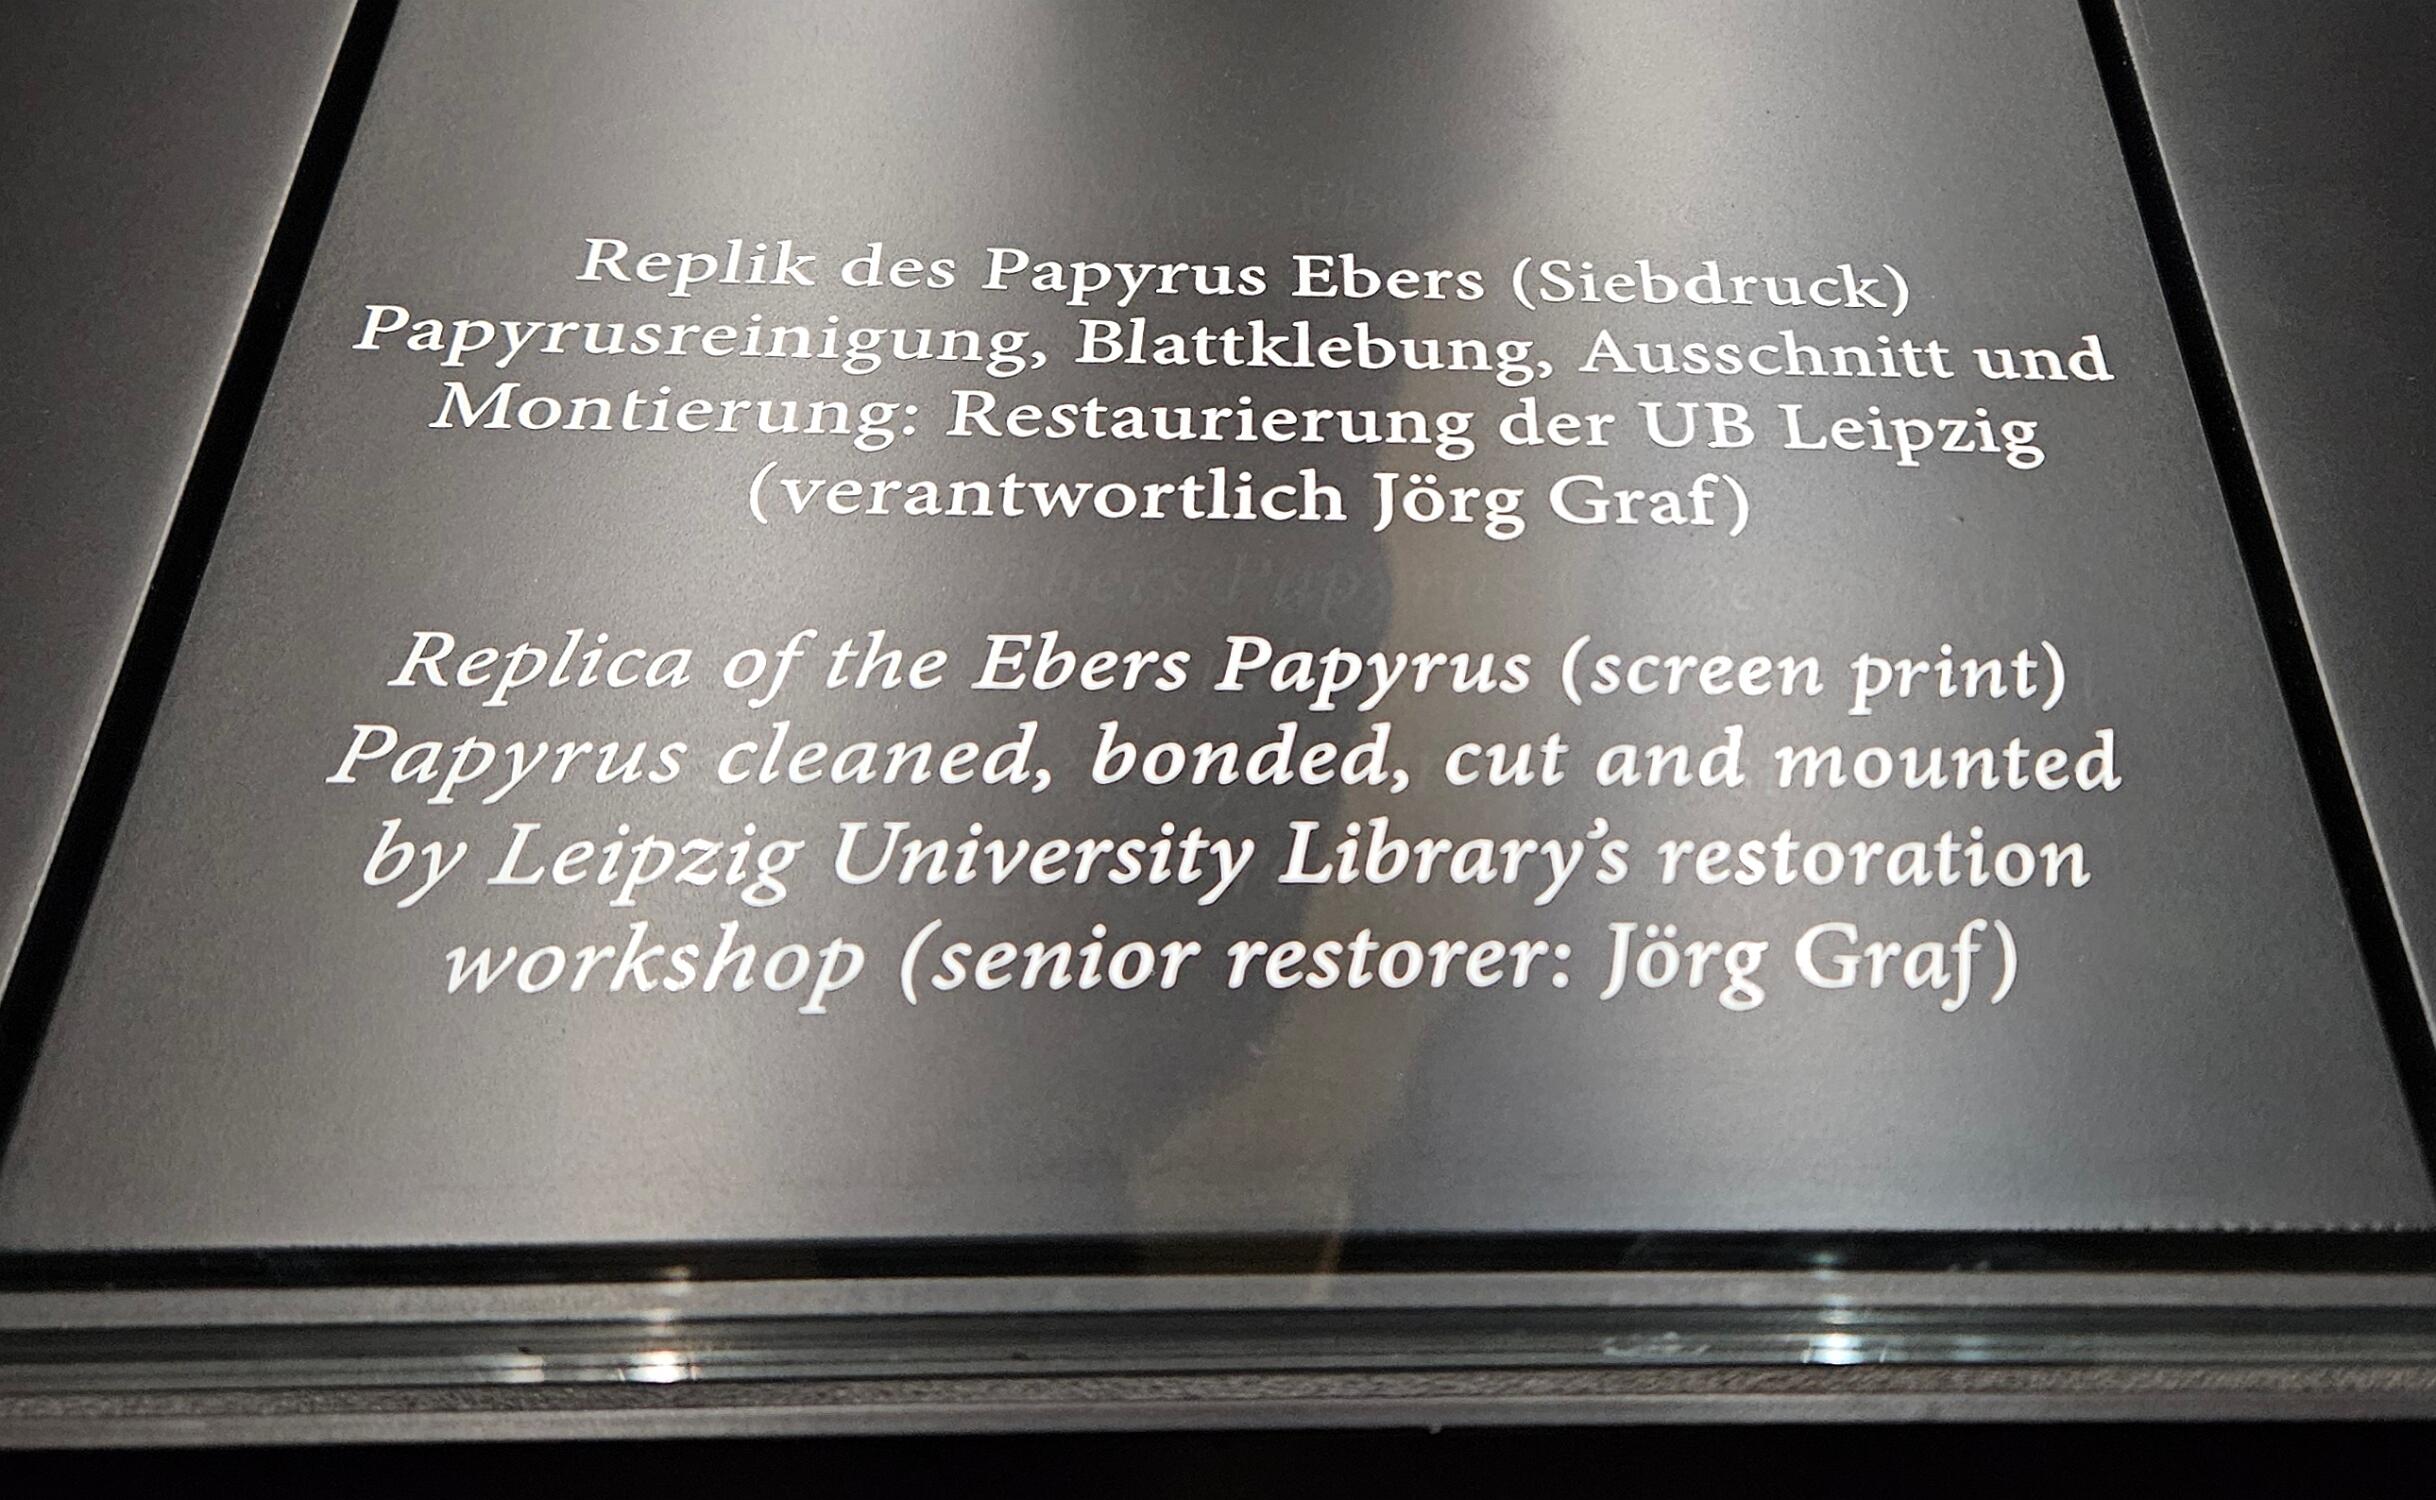 Replik des Papyrus Ebers (Siebdruck)
Papyrusreinigung, Blattklebung, Ausschnitt und
Montierung: Restaurierung der UB Leipzig
(verantwortlich Jörg Graf)
Replica of the Ebers Papyrus (screen print)
Papyrus cleaned, bonded, cut and mounted
by Leipzig University Library's restoration
workshop (senior restorer: Jörg Graf)